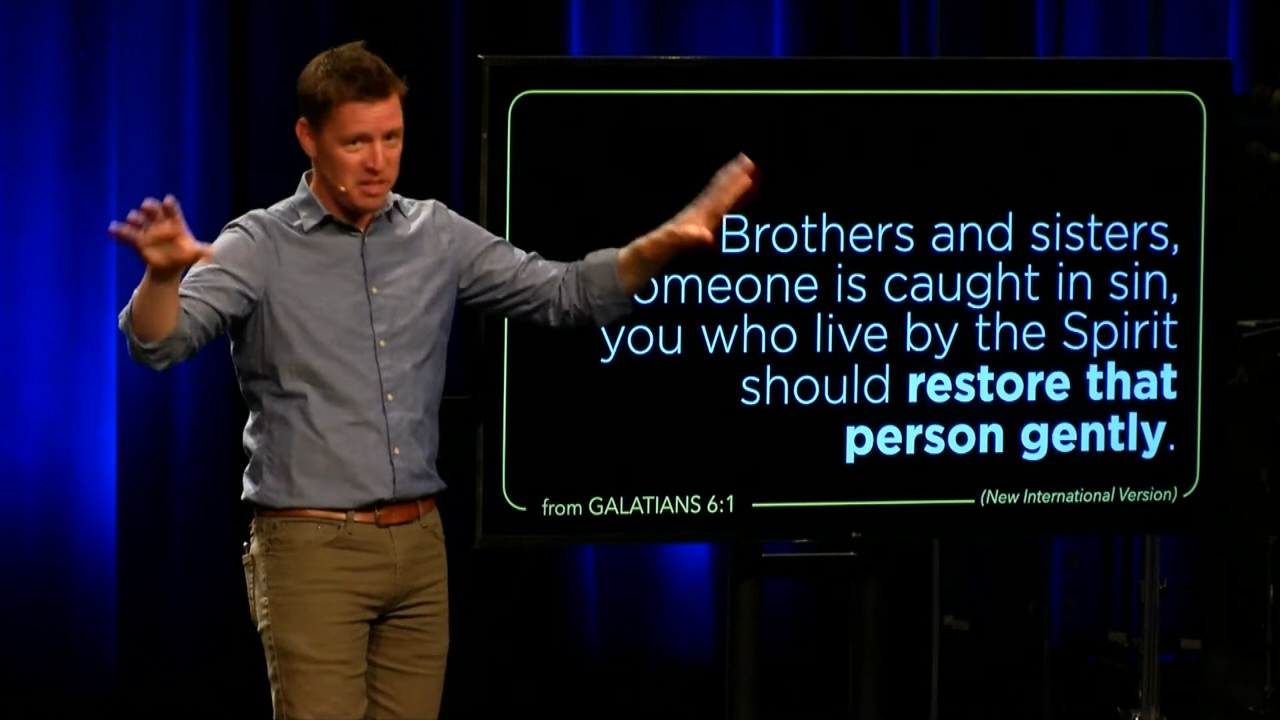 Brothers and sisters,
omeone is caught in sin,
you who live by the Spirit
should restore that
person gently.
from GALATIANS 6:1
(New International Version)